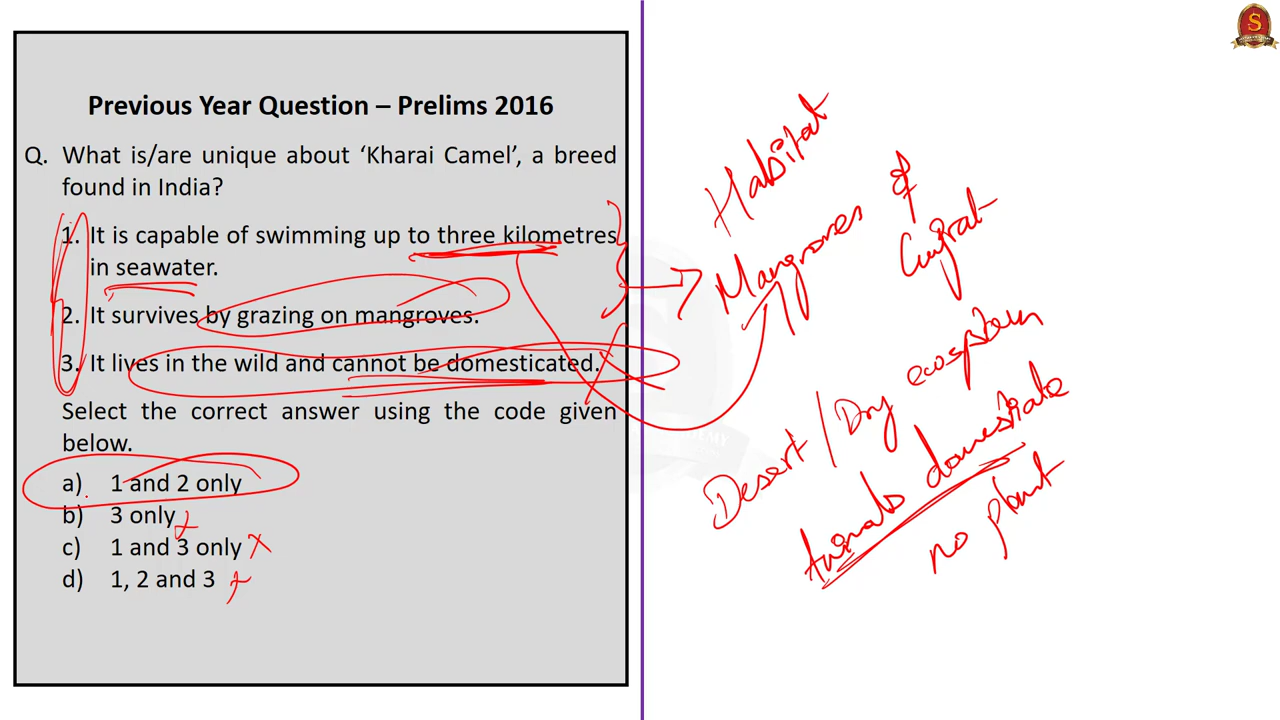 Previous Year Question – Prelims 2016
Q. What is/are unique about ‘Kharai Camel’, a breed
found in India?
1. It is capable of swimming up to three kilometres
in seawater.
2. It survives by grazing on mangroves.
3. It lives in the wild and cannot be domesticated.
Select the correct answer using the code given
below.
a) 1 and 2 only
b) 3 only
c) 1 and 3 only
d) 1, 2 and 3
Habitat
Mangroves of
Gujrat
Desert / Dry ecosystem
Animals domesticate
no plant
S